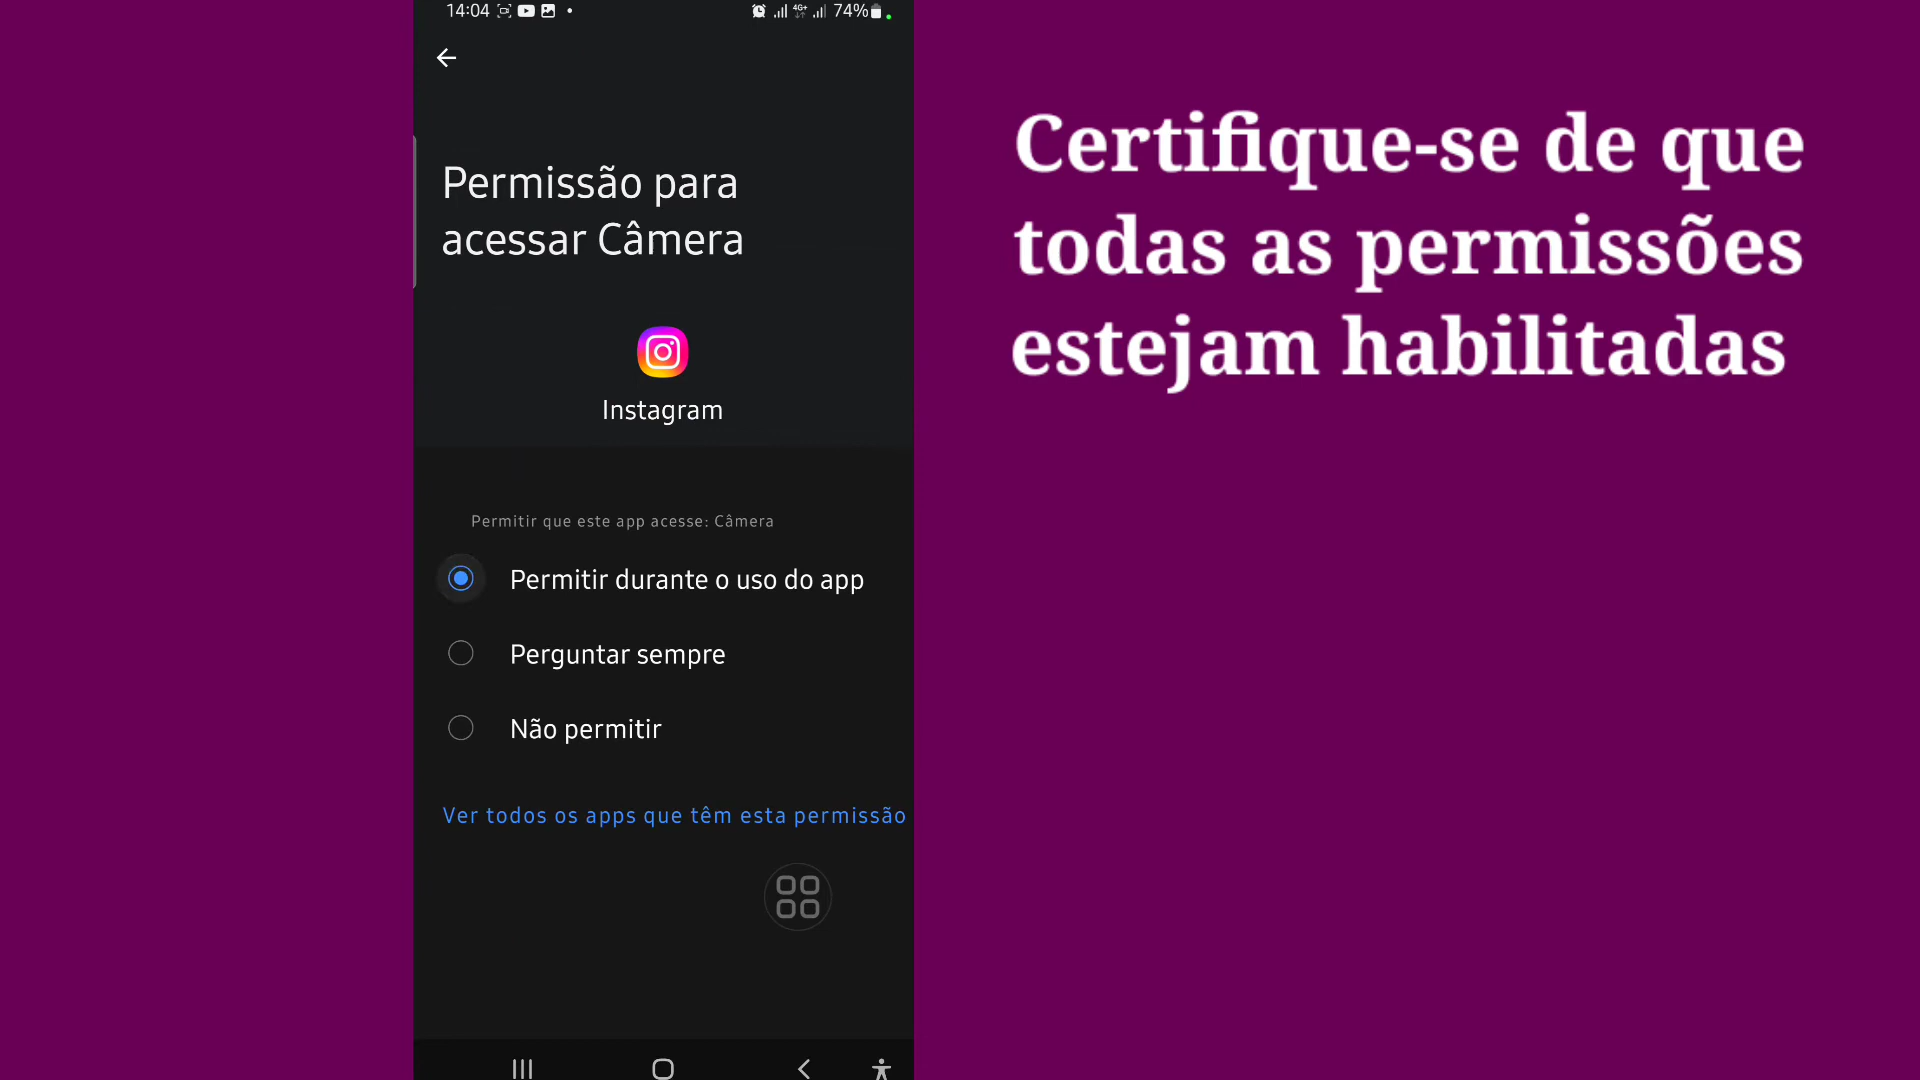 14:04
4G+
74%
Permissão para
acessar Câmera
Instagram
Permitir que este app acesse: Câmera
Permitir durante o uso do app
Perguntar sempre
Não permitir
Ver todos os apps que têm esta permissão
Certifique-se de que
todas as permissões
estejam habilitadas